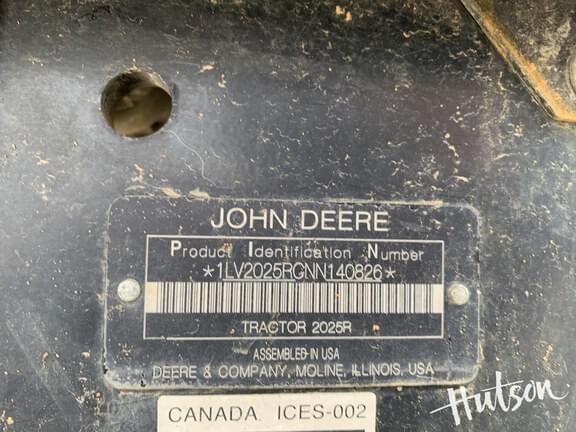 JOHN DEERE
Product Identification Number
*1LV2025RCNN140826*
TRACTOR 2025R
ASSEMBLED IN USA
DEERE & COMPANY, MOLINE, ILLINOIS, USA
CANADA ICES-002
Hutson